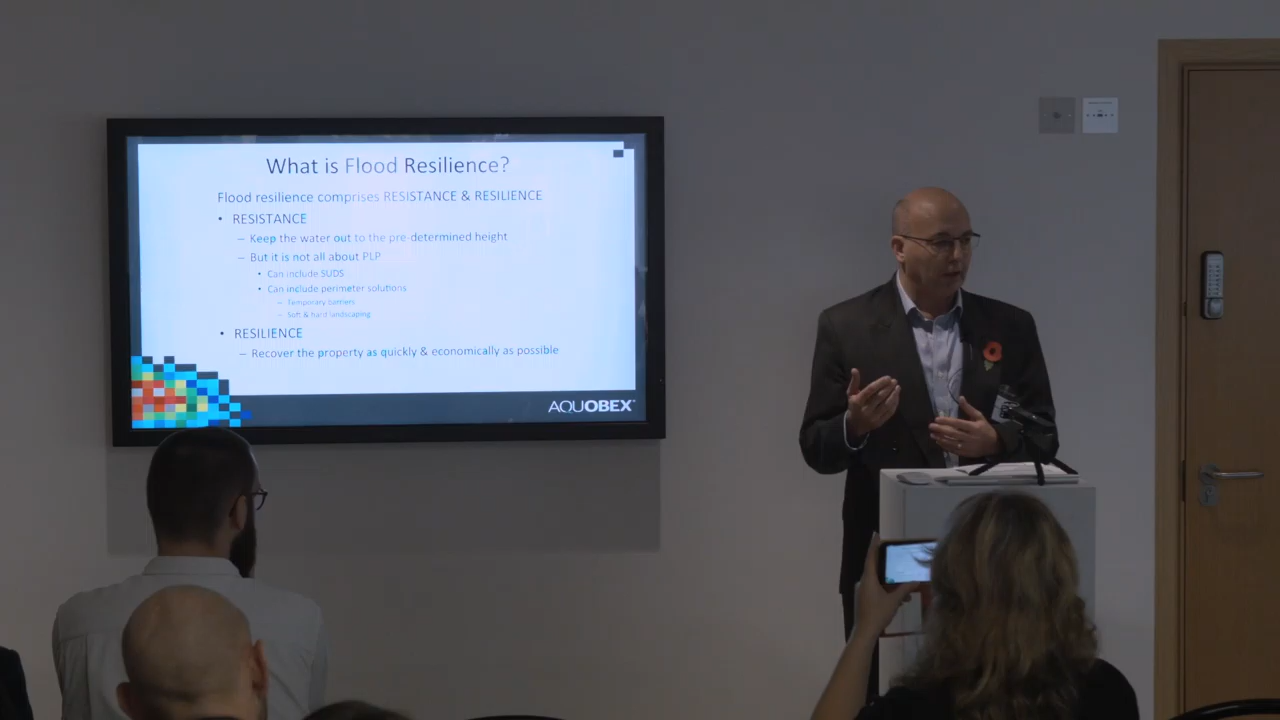 What is Flood Resilience?
Flood resilience comprises RESISTANCE & RESILIENCE
• RESISTANCE
– Keep the water out to the pre-determined height
– But it is not all about PLP
• Can include SUDS
• Can include perimeter solutions
– Temporary barriers
– Soft & hard landscaping
• RESILIENCE
– Recover the property as quickly & economically as possible
AQUOBEX